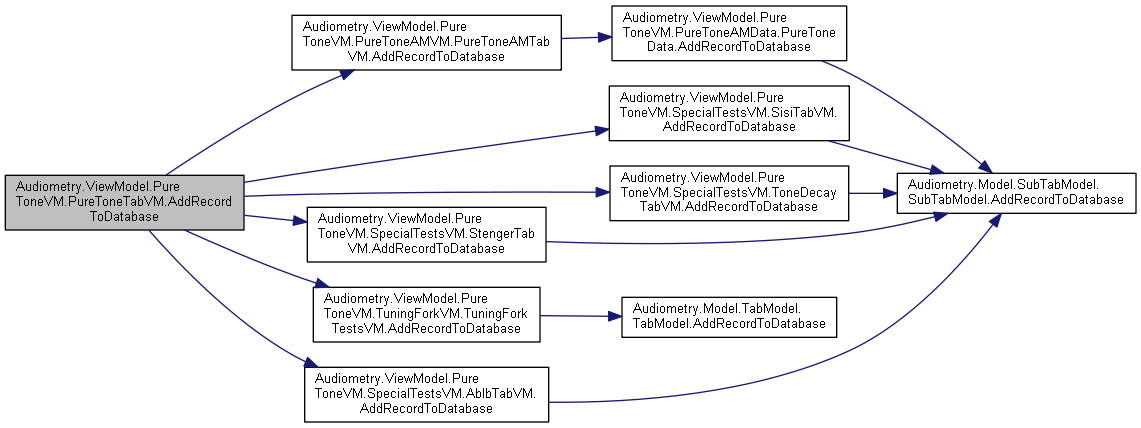 Audiometry.ViewModel.Pure
ToneVM.PureToneTabVM.AddRecord
ToDatabase
Audiometry.ViewModel.Pure
ToneVM.PureToneAMVM.PureToneAMTab
VM.AddRecordToDatabase
Audiometry.ViewModel.Pure
ToneVM.PureToneAMData.PureTone
Data.AddRecordToDatabase
Audiometry.ViewModel.Pure
ToneVM.SpecialTestsVM.SisiTabVM.
AddRecordToDatabase
Audiometry.ViewModel.Pure
ToneVM.SpecialTestsVM.ToneDecay
TabVM.AddRecordToDatabase
Audiometry.Model.SubTabModel.
SubTabModel.AddRecordToDatabase
Audiometry.ViewModel.Pure
ToneVM.SpecialTestsVM.StengerTab
VM.AddRecordToDatabase
Audiometry.ViewModel.Pure
ToneVM.TuningForkVM.TuningFork
TestsVM.AddRecordToDatabase
Audiometry.Model.TabModel.
TabModel.AddRecordToDatabase
Audiometry.ViewModel.Pure
ToneVM.SpecialTestsVM.AblbTabVM.
AddRecordToDatabase